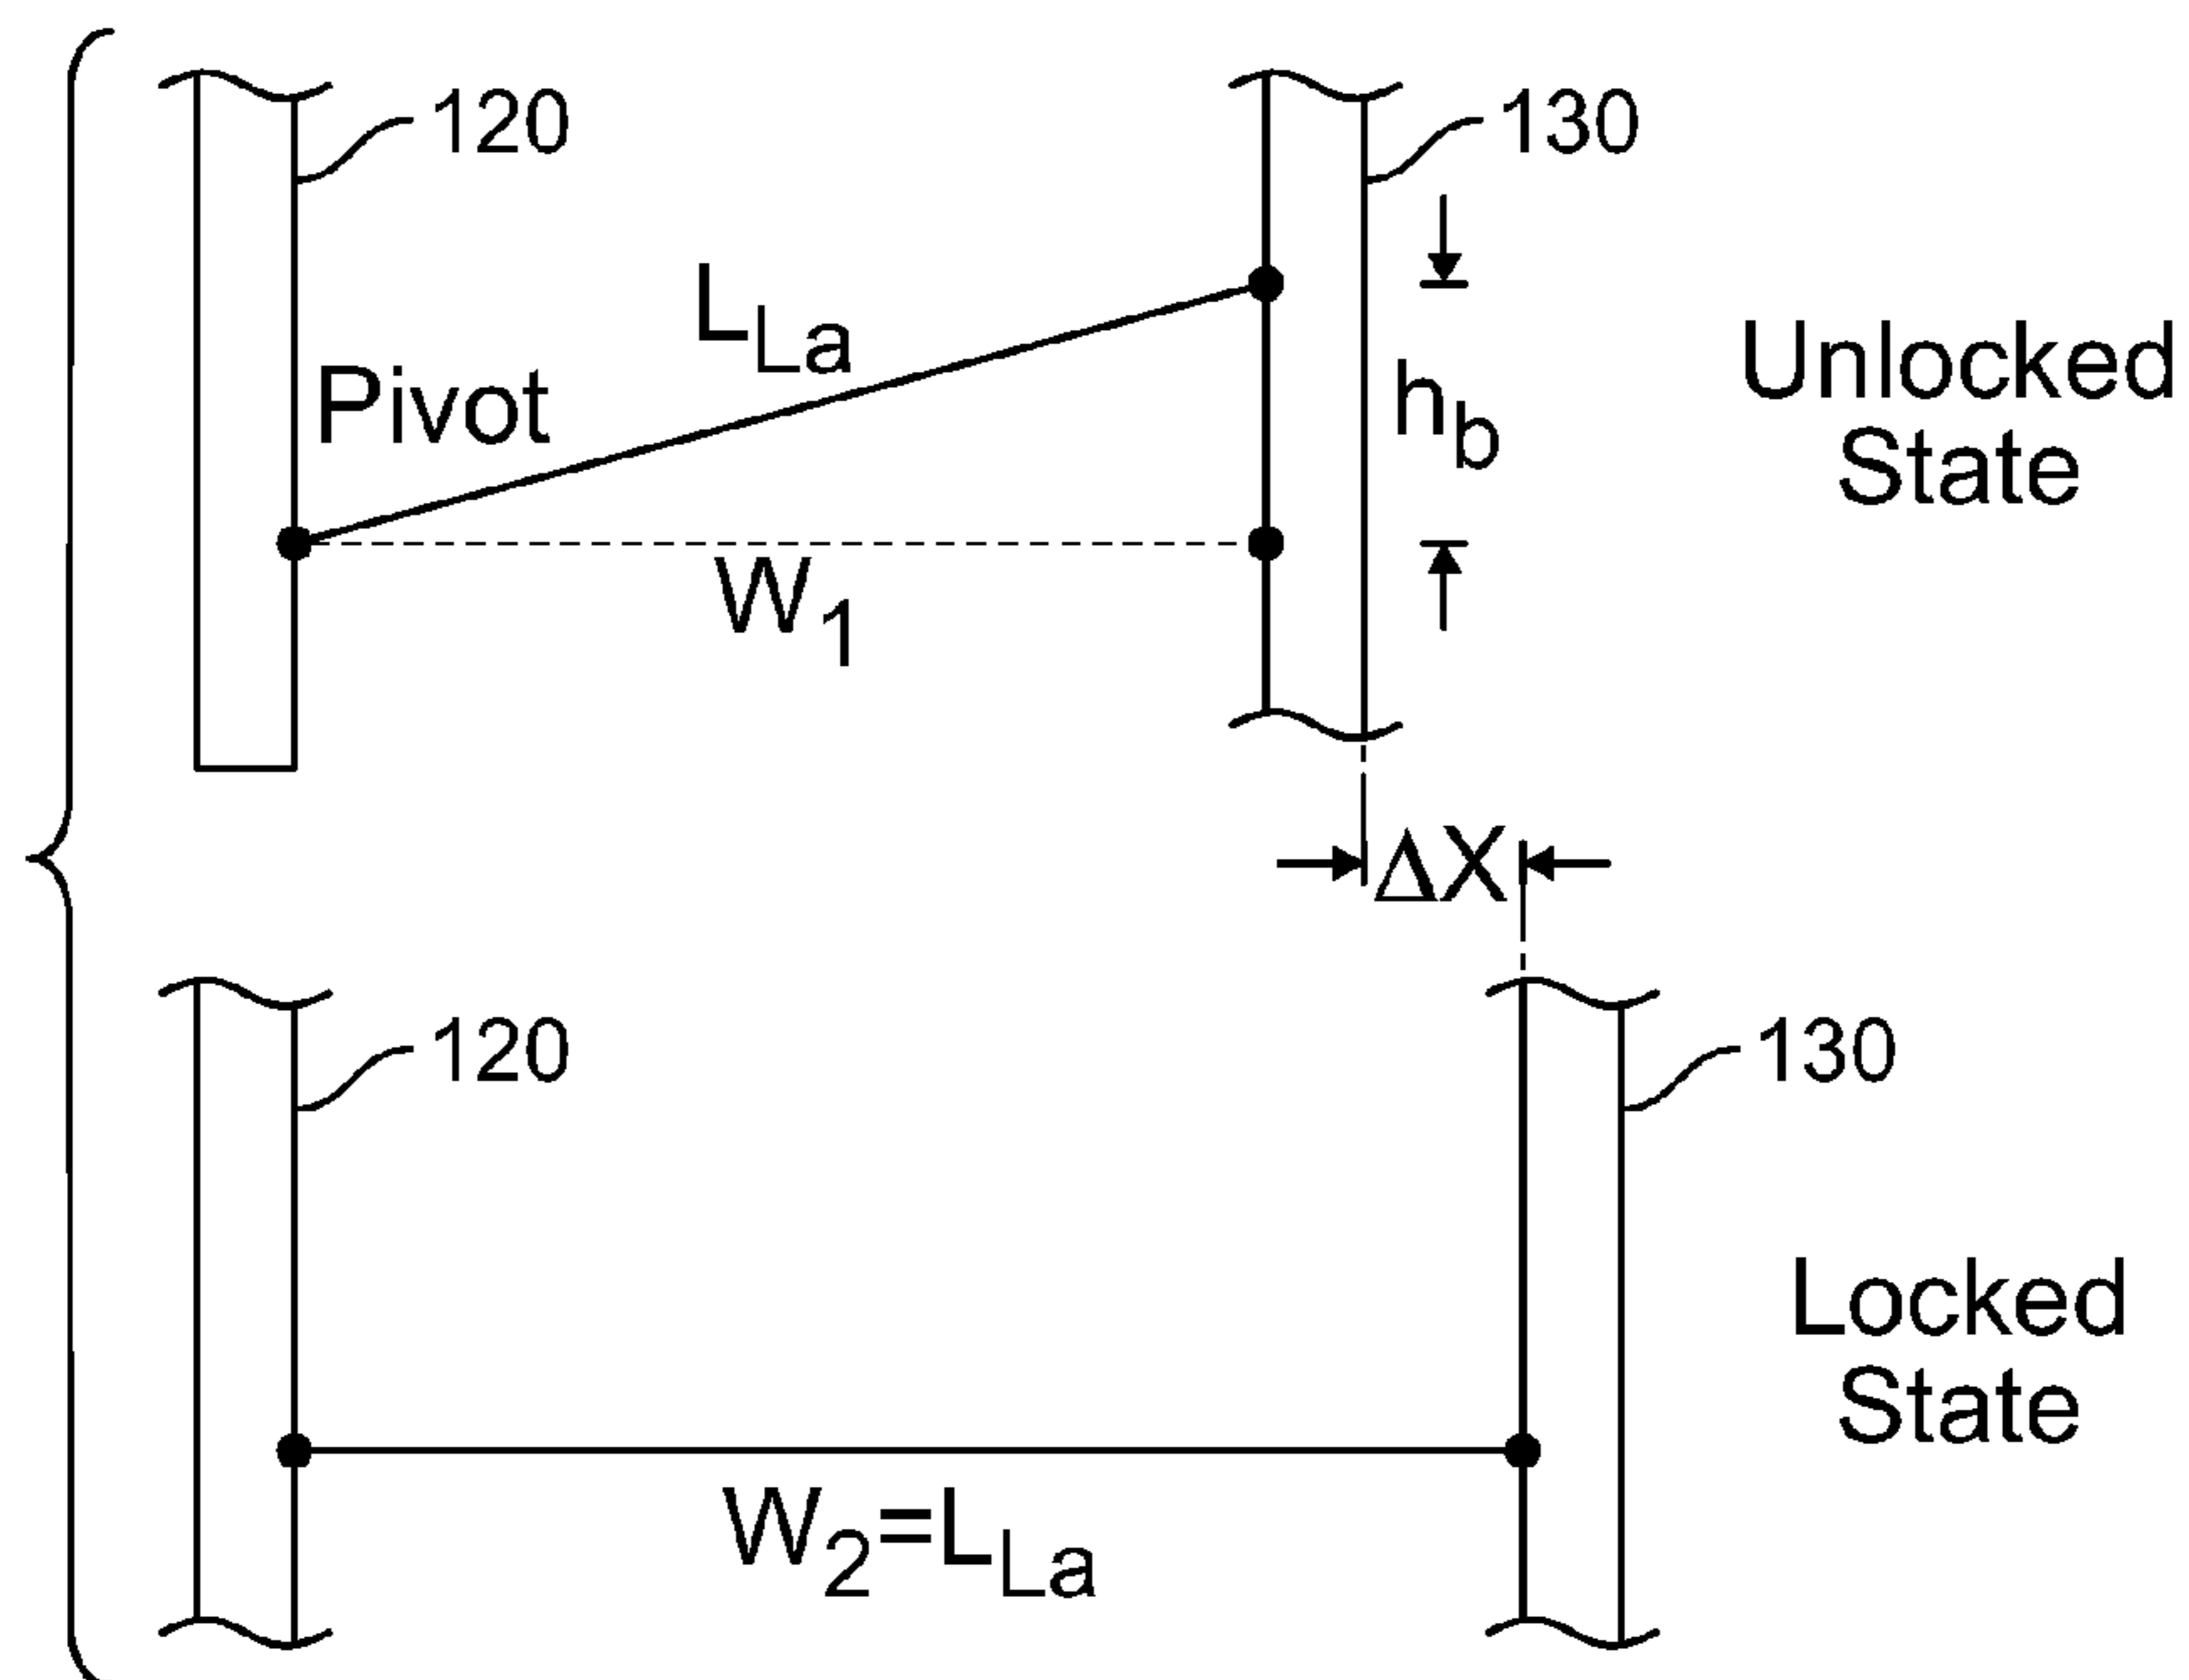 120
130
L_La
Pivot
h_b
Unlocked
State
W_1
ΔX
120
130
Locked
State
W_2=L_La